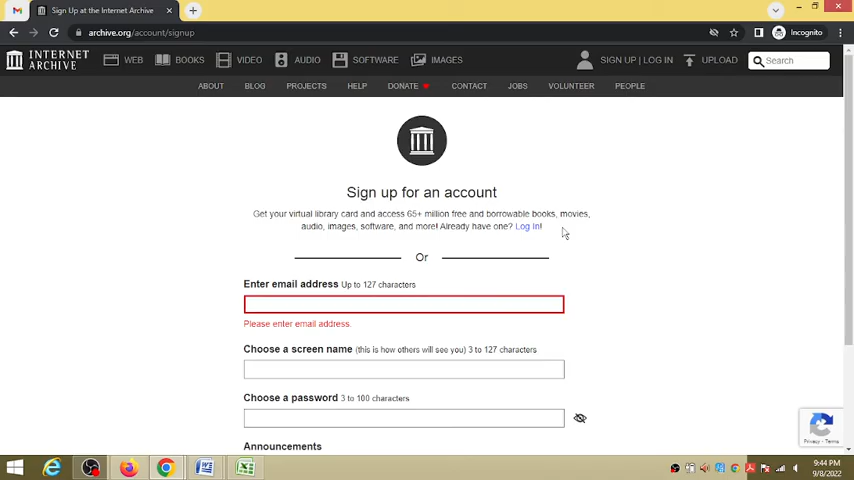 Sign Up at the Internet Archive
archive.org/account/signup
Incognito
INTERNET ARCHIVE
WEB
BOOKS
VIDEO
AUDIO
SOFTWARE
IMAGES
SIGN UP | LOG IN
UPLOAD
Search
ABOUT
BLOG
PROJECTS
HELP
DONATE
CONTACT
JOBS
VOLUNTEER
PEOPLE
Sign up for an account
Get your virtual library card and access 65+ million free and borrowable books, movies,
audio, images, software, and more! Already have one? Log In!
Or
Enter email address Up to 127 characters
Please enter email address.
Choose a screen name (this is how others will see you) 3 to 127 characters
Choose a password 3 to 100 characters
Announcements
Privacy - Terms
9:44 PM
9/8/2022